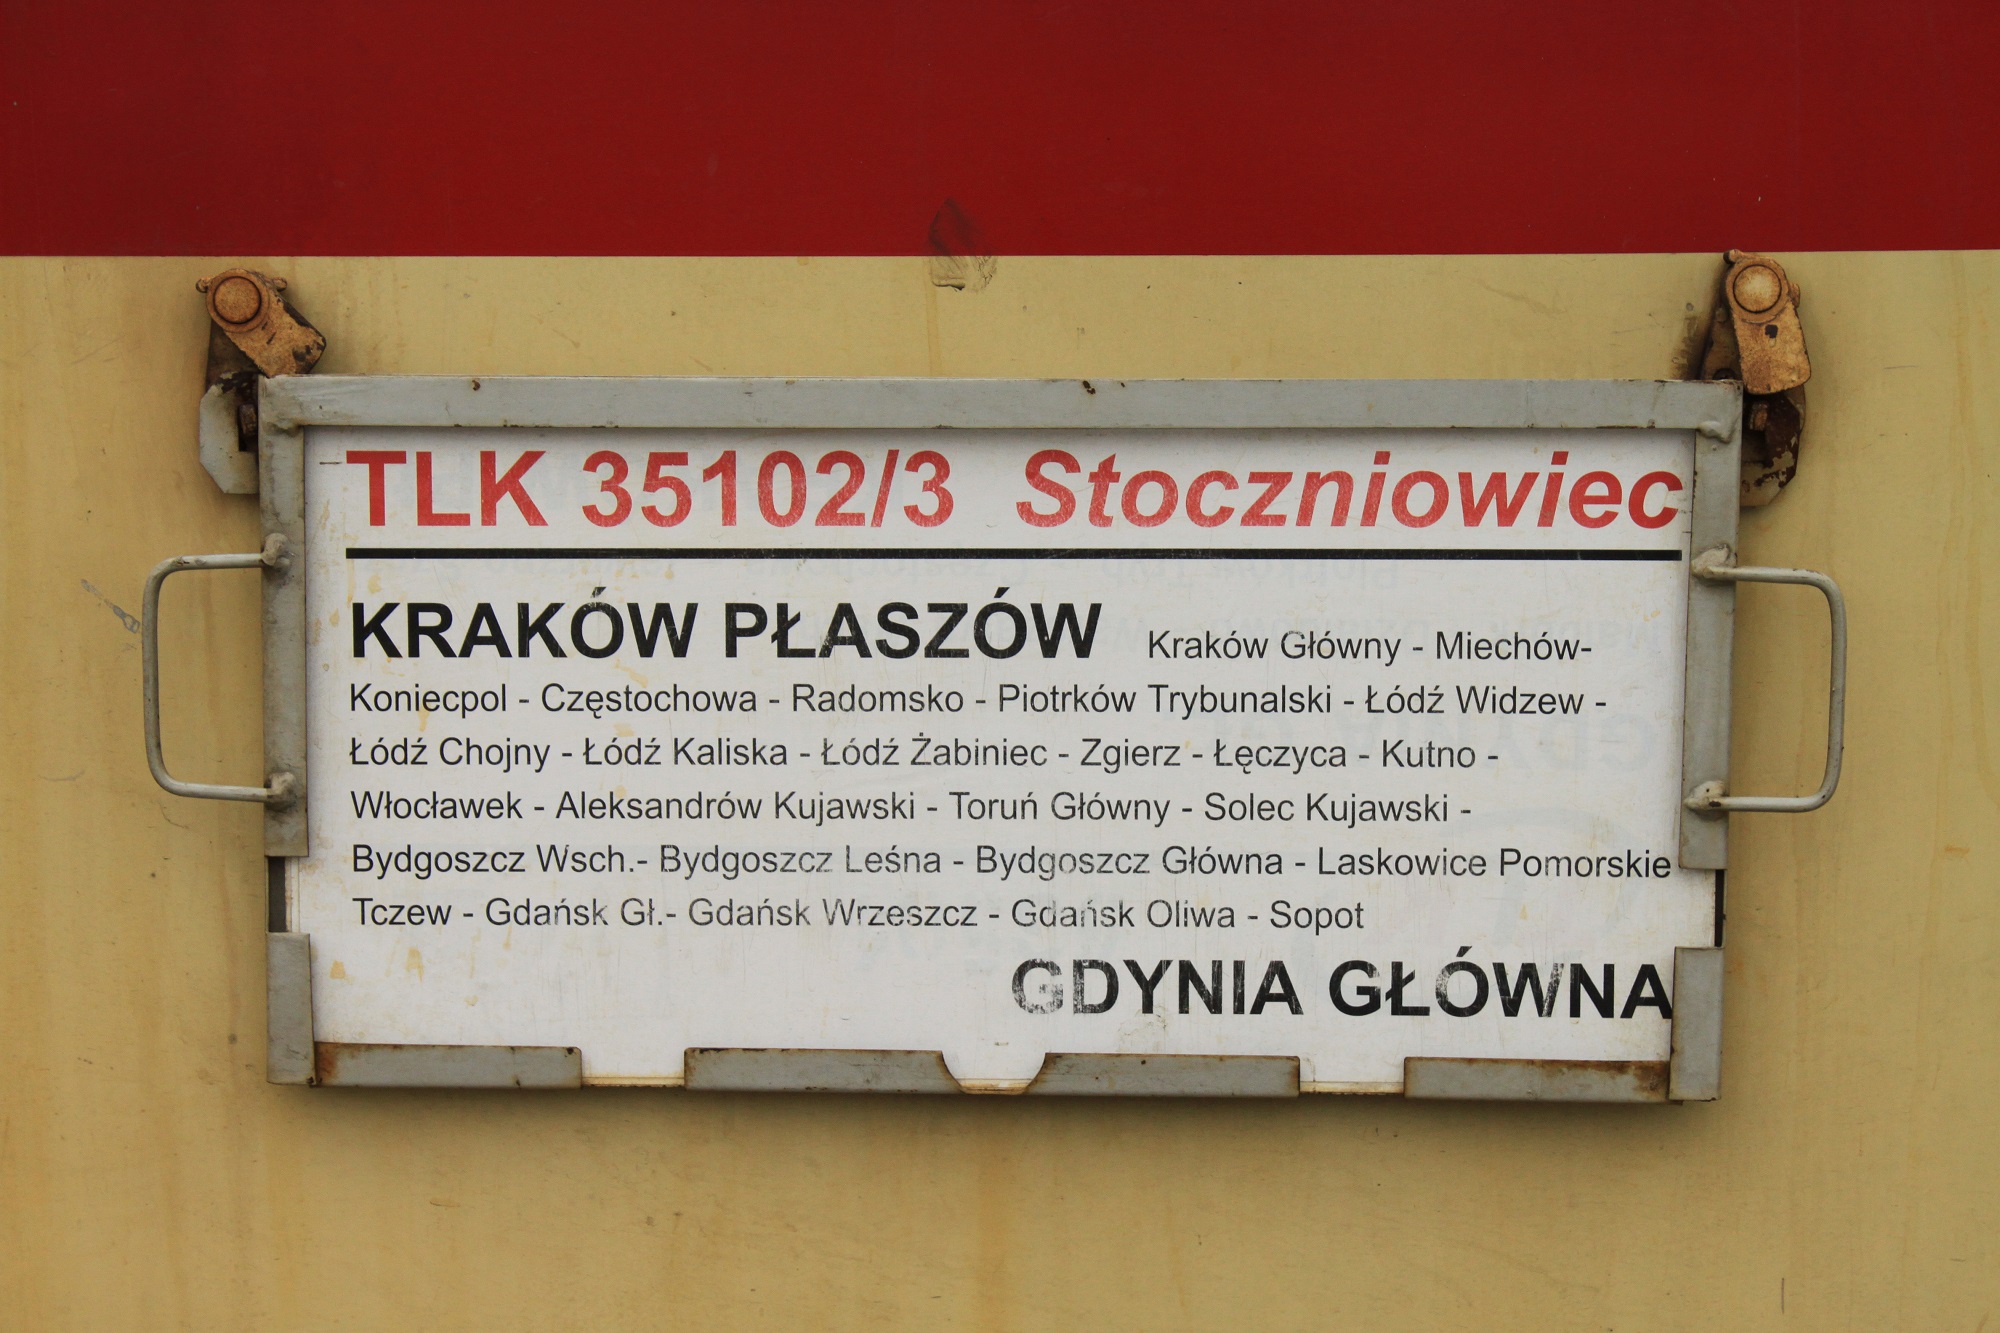 TLK 35102/3 Stoczniowiec
KRAKÓW PŁASZÓW Kraków Główny - Miechów-
Koniecpol - Częstochowa - Radomsko - Piotrków Trybunalski - Łódź Widzew -
Łódź Chojny - Łódź Kaliska - Łódź Żabiniec - Zgierz - Łęczyca - Kutno -
Włocławek - Aleksandrów Kujawski - Toruń Główny - Solec Kujawski -
Bydgoszcz Wsch.- Bydgoszcz Leśna - Bydgoszcz Główna - Laskowice Pomorskie
Tczew - Gdańsk Gł.- Gdańsk Wrzeszcz - Gdańsk Oliwa - Sopot
GDYNIA GŁÓWNA